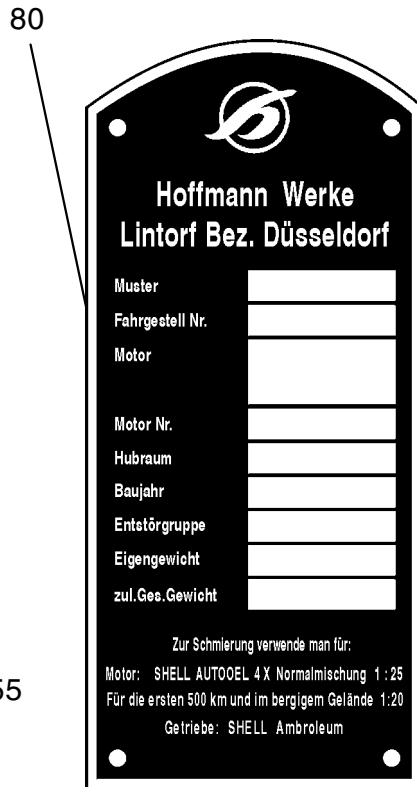 80
Hoffmann Werke
Lintorf Bez. Düsseldorf
Muster
Fahrgestell Nr.
Motor
Motor Nr.
Hubraum
Baujahr
Entstörgruppe
Eigengewicht
zul.Ges.Gewicht
Zur Schmierung verwende man für:
Motor: SHELL AUTOOEL 4X Normalmischung 1:25
Für die ersten 500 km und im bergigem Gelände 1:20
Getriebe: SHELL Ambroleum